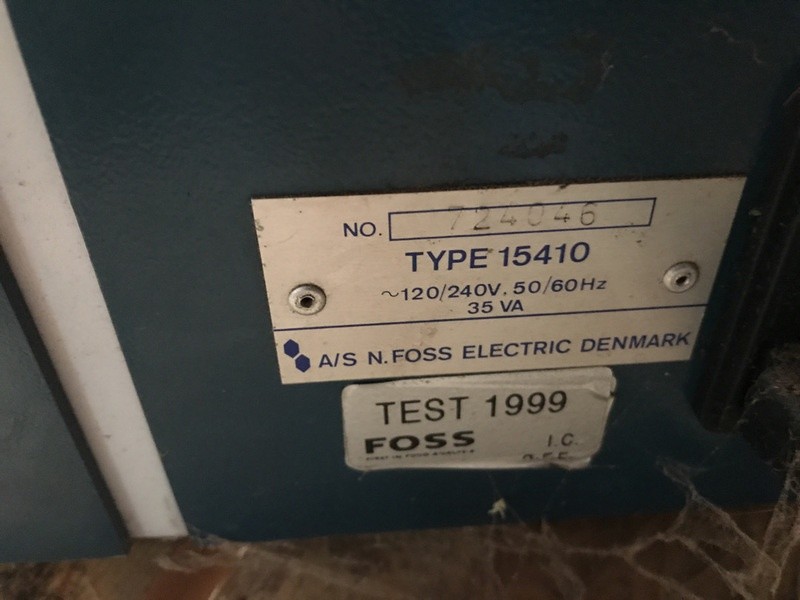 NO. 724046
TYPE 15410
~120/240V. 50/60Hz
35 VA
A/S N. FOSS ELECTRIC DENMARK
TEST 1999
FOSS
I.C.